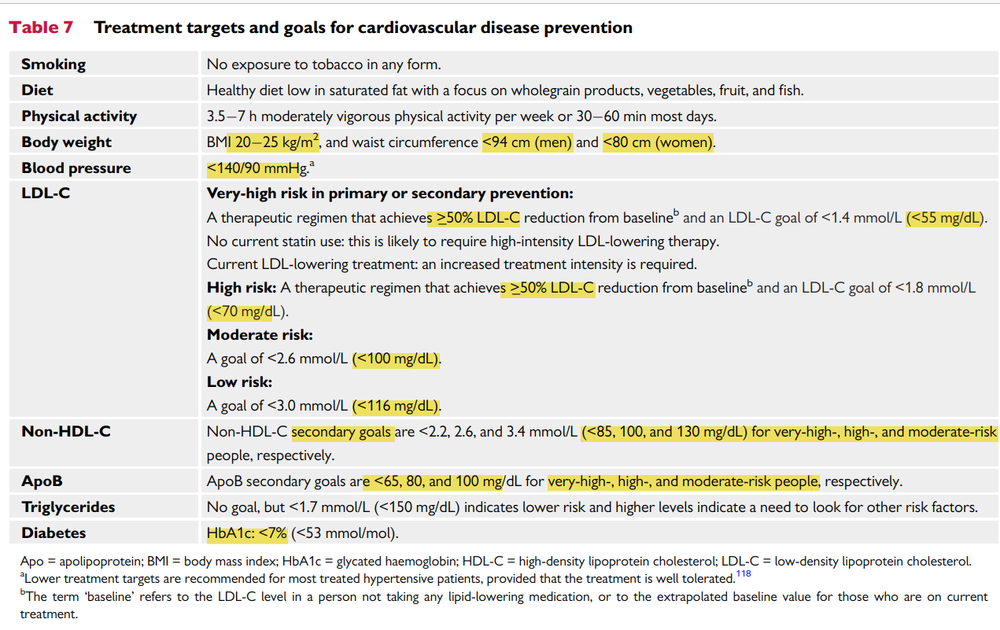 Table 7 Treatment targets and goals for cardiovascular disease prevention
Smoking No exposure to tobacco in any form.
Diet Healthy diet low in saturated fat with a focus on wholegrain products, vegetables, fruit, and fish.
Physical activity 3.5–7 h moderately vigorous physical activity per week or 30–60 min most days.
Body weight BMI 20–25 kg/m², and waist circumference <94 cm (men) and <80 cm (women).
Blood pressure <140/90 mmHg.ᵃ
LDL-C Very-high risk in primary or secondary prevention:
A therapeutic regimen that achieves ≥50% LDL-C reduction from baselineᵇ and an LDL-C goal of <1.4 mmol/L (<55 mg/dL).
No current statin use: this is likely to require high-intensity LDL-lowering therapy.
Current LDL-lowering treatment: an increased treatment intensity is required.
High risk: A therapeutic regimen that achieves ≥50% LDL-C reduction from baselineᵇ and an LDL-C goal of <1.8 mmol/L
(<70 mg/dL).
Moderate risk:
A goal of <2.6 mmol/L (<100 mg/dL).
Low risk:
A goal of <3.0 mmol/L (<116 mg/dL).
Non-HDL-C Non-HDL-C secondary goals are <2.2, 2.6, and 3.4 mmol/L (<85, 100, and 130 mg/dL) for very-high-, high-, and moderate-risk
people, respectively.
ApoB ApoB secondary goals are <65, 80, and 100 mg/dL for very-high-, high-, and moderate-risk people, respectively.
Triglycerides No goal, but <1.7 mmol/L (<150 mg/dL) indicates lower risk and higher levels indicate a need to look for other risk factors.
Diabetes HbA1c: <7% (<53 mmol/mol).
Apo = apolipoprotein; BMI = body mass index; HbA1c = glycated haemoglobin; HDL-C = high-density lipoprotein cholesterol; LDL-C = low-density lipoprotein cholesterol.
ᵃLower treatment targets are recommended for most treated hypertensive patients, provided that the treatment is well tolerated.¹¹⁸
ᵇThe term ‘baseline’ refers to the LDL-C level in a person not taking any lipid-lowering medication, or to the extrapolated baseline value for those who are on current
treatment.